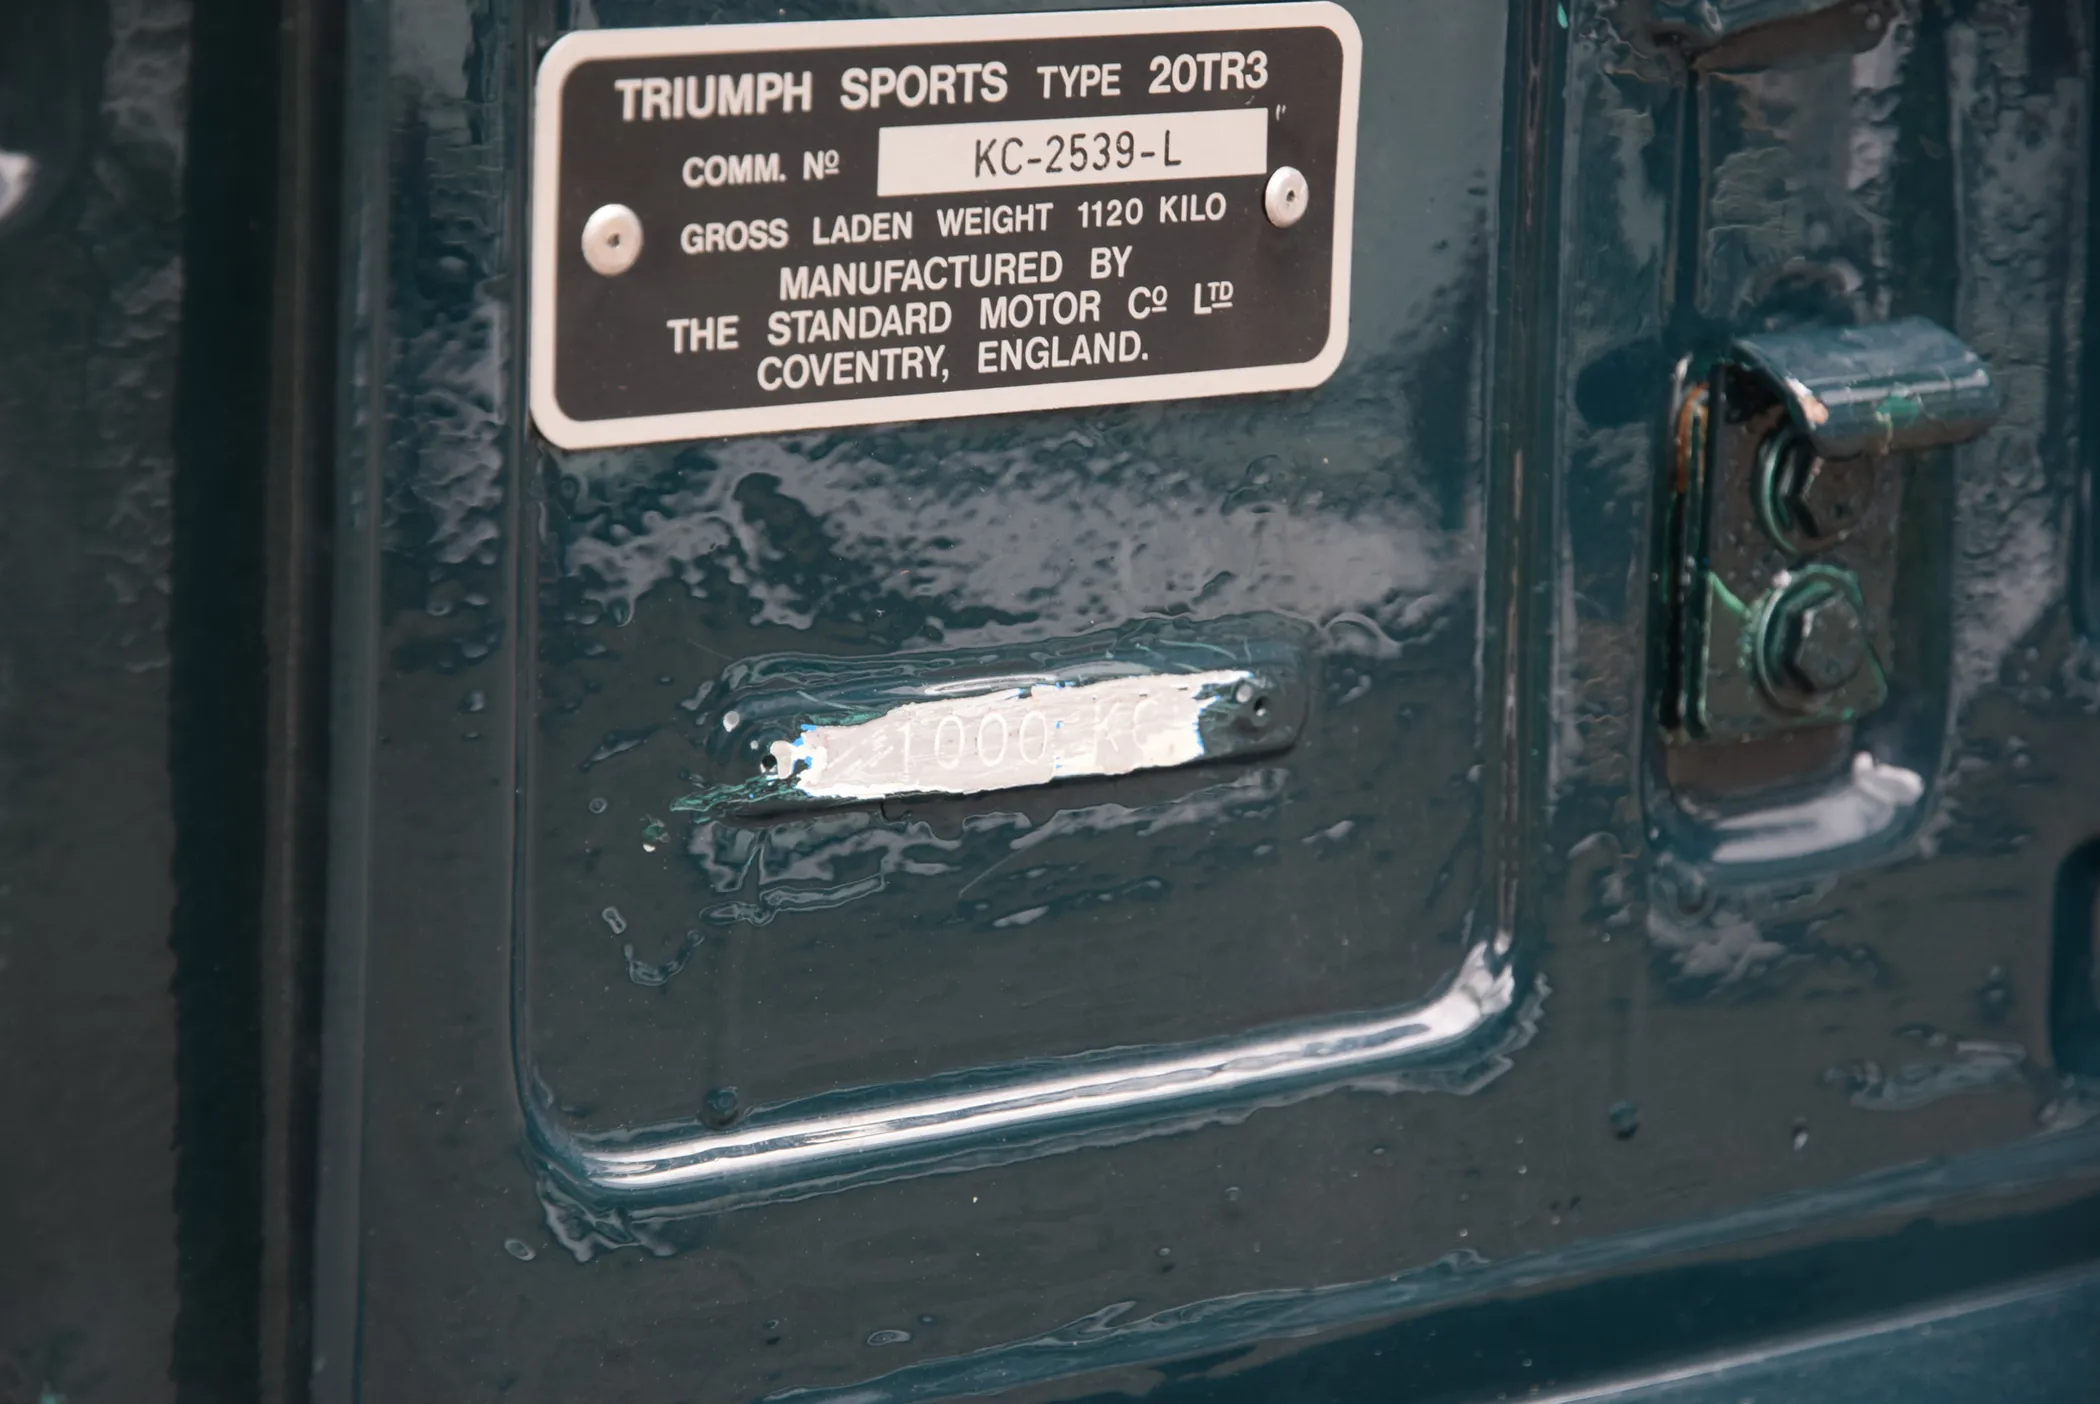 TRIUMPH SPORTS TYPE 20TR3
COMM. Nº KC-2539-L
GROSS LADEN WEIGHT 1120 KILO
MANUFACTURED BY
THE STANDARD MOTOR Cº LTD
COVENTRY, ENGLAND.
1000 KC